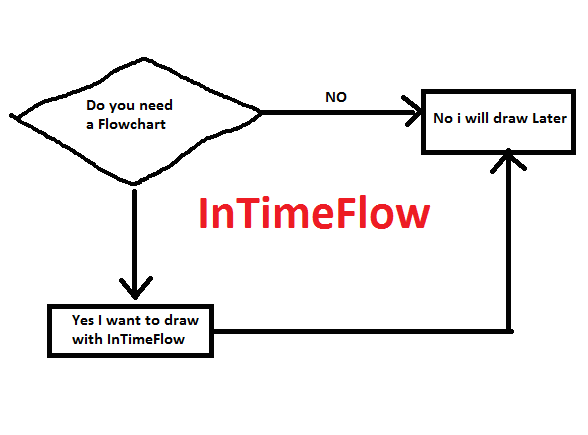 Do you need
a Flowchart
NO
No i will draw Later
InTimeFlow
Yes I want to draw
with InTimeFlow